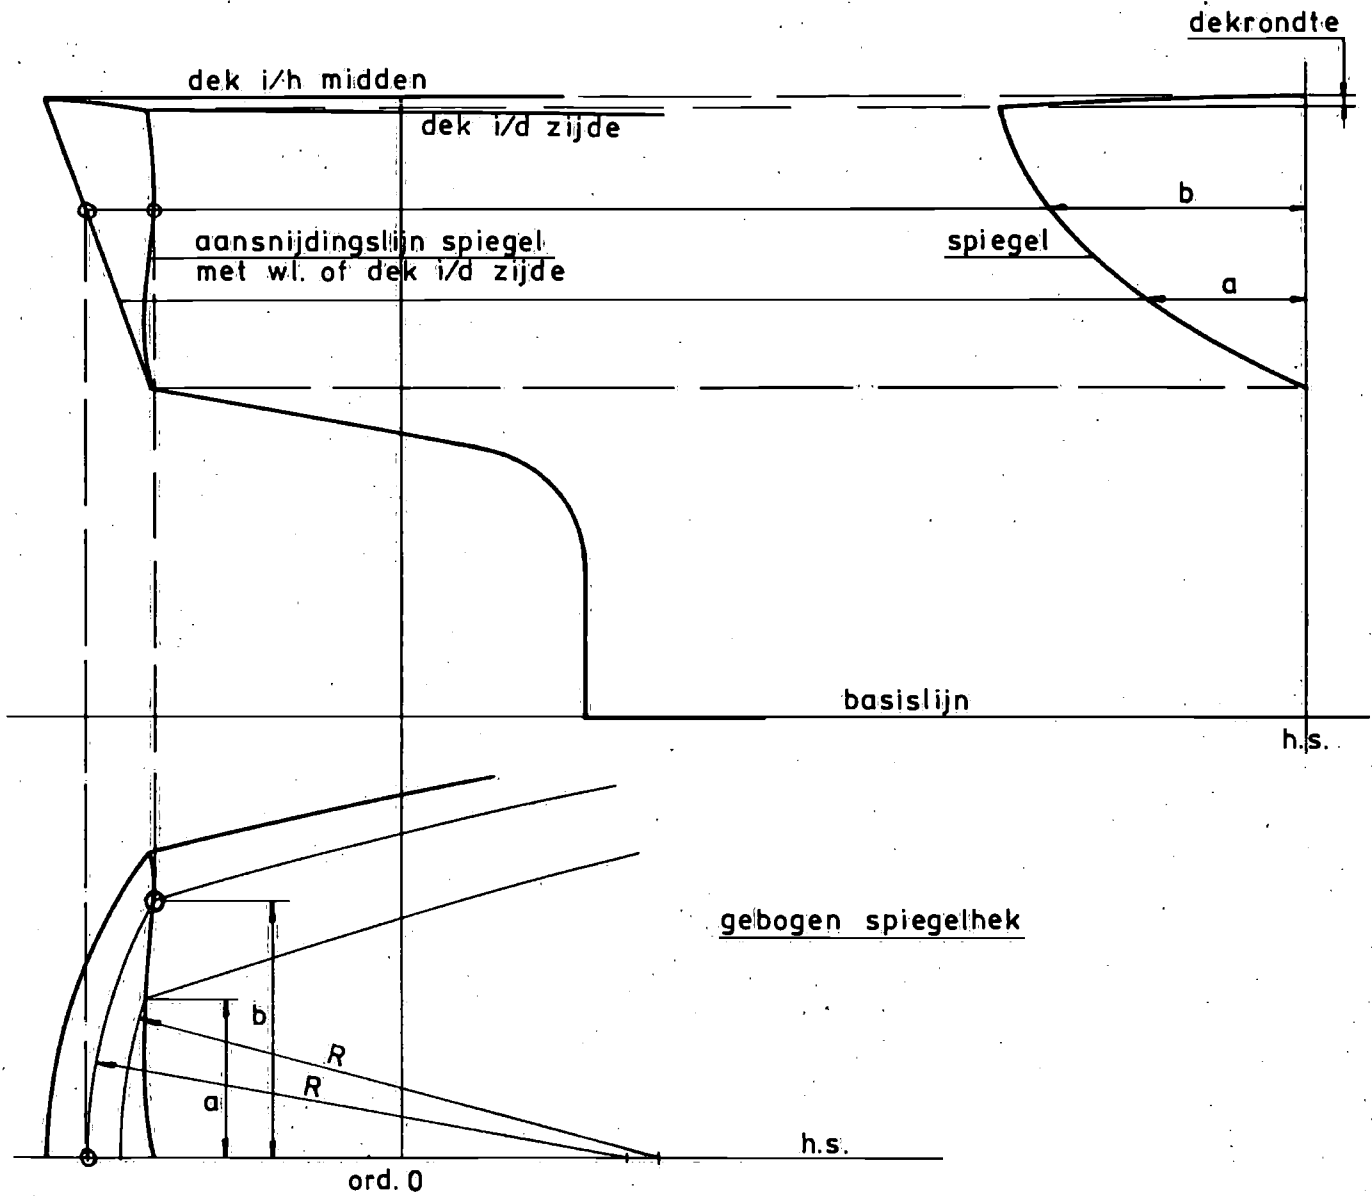 dekrondte
dek i/h midden
dek i/d zijde
b
aansnijdingslijn spiegel
met wl. of dek i/d zijde
spiegel
a
basislijn
h.s.
gebogen spiegelhek
b
R
R
a
h.s.
ord. 0